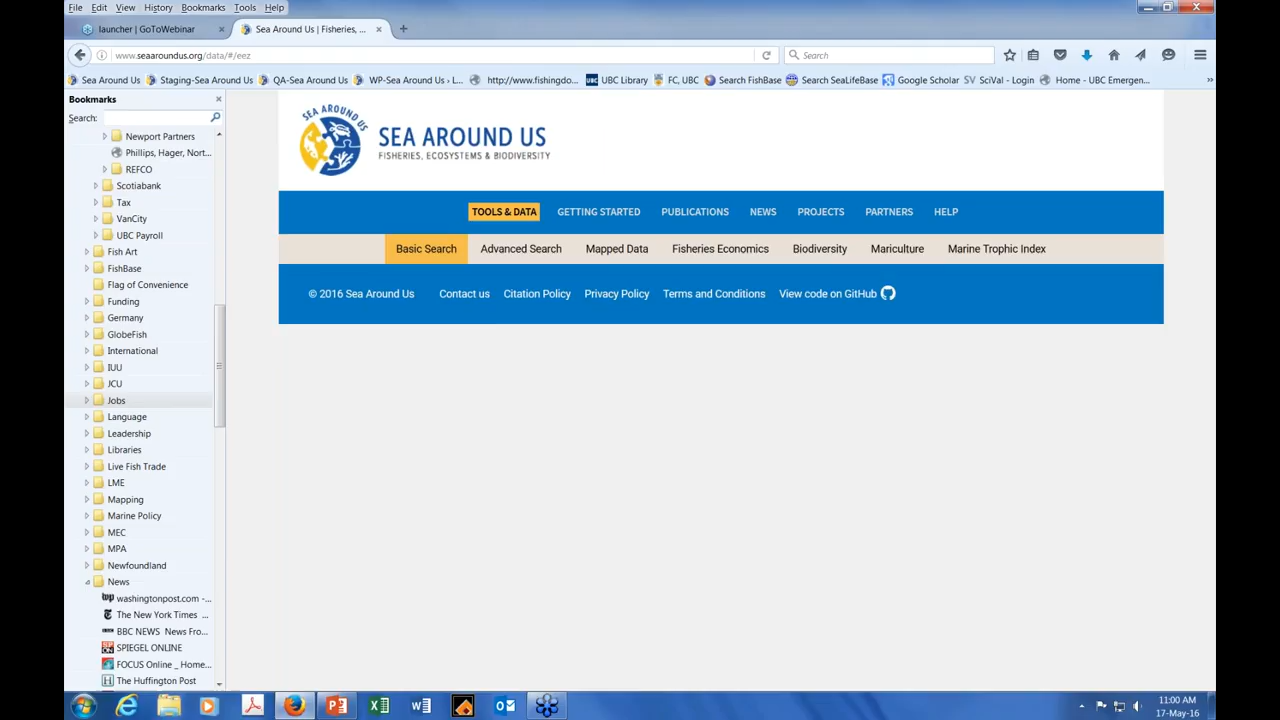 File Edit View History Bookmarks Tools Help
launcher | GoToWebinar × Sea Around Us | Fisheries, ... × +
www.seaaroundus.org/data/#/eez Search
Sea Around Us Staging-Sea Around Us QA-Sea Around Us WP-Sea Around Us › L... http://www.fishingdo... UBC Library FC, UBC Search FishBase Search SeaLifeBase Google Scholar SV SciVal - Login Home - UBC Emergen... »
Bookmarks ×
Search:
Newport Partners
Phillips, Hager, Nort...
REFCO
Scotiabank
Tax
VanCity
UBC Payroll
Fish Art
FishBase
Flag of Convenience
Funding
Germany
GlobeFish
International
IUU
JCU
Jobs
Language
Leadership
Libraries
Live Fish Trade
LME
Mapping
Marine Policy
MEC
MPA
Newfoundland
News
wp washingtonpost.com -...
The New York Times ...
BBC NEWS News Fro...
SPIEGEL ONLINE
FOCUS Online _ Home...
H The Huffington Post
SEA AROUND US
SEA AROUND US
FISHERIES, ECOSYSTEMS & BIODIVERSITY
TOOLS & DATA GETTING STARTED PUBLICATIONS NEWS PROJECTS PARTNERS HELP
Basic Search Advanced Search Mapped Data Fisheries Economics Biodiversity Mariculture Marine Trophic Index
© 2016 Sea Around Us Contact us Citation Policy Privacy Policy Terms and Conditions View code on GitHub
11:00 AM
17-May-16